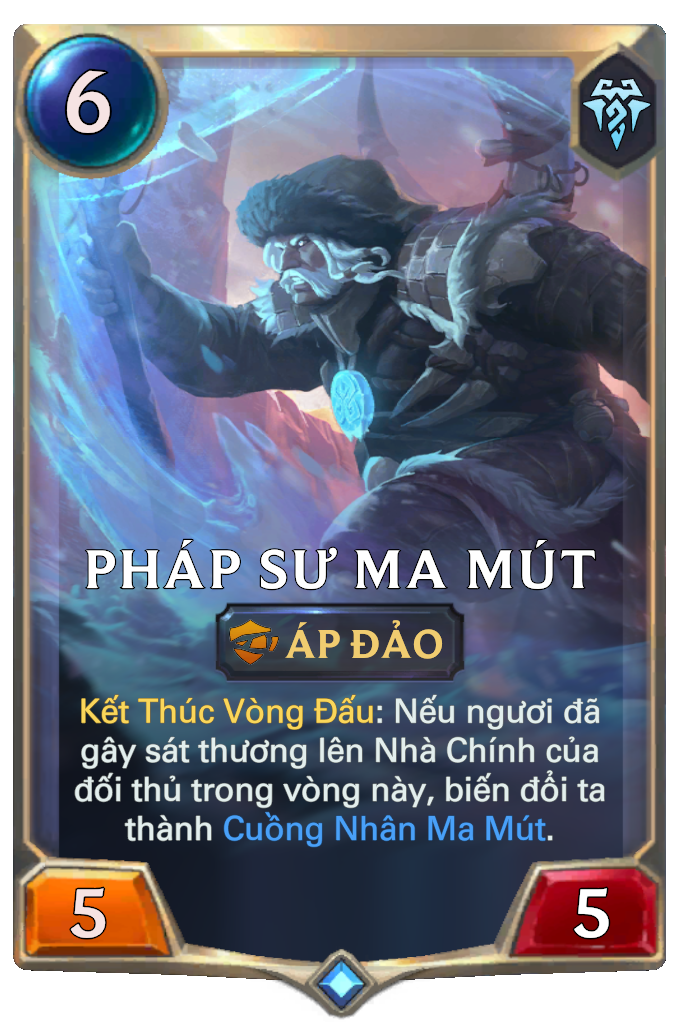 6
PHÁP SƯ MA MÚT
ÁP ĐẢO
Kết Thúc Vòng Đấu: Nếu ngươi đã
gây sát thương lên Nhà Chính của
đối thủ trong vòng này, biến đổi ta
thành Cuồng Nhân Ma Mút.
5
5